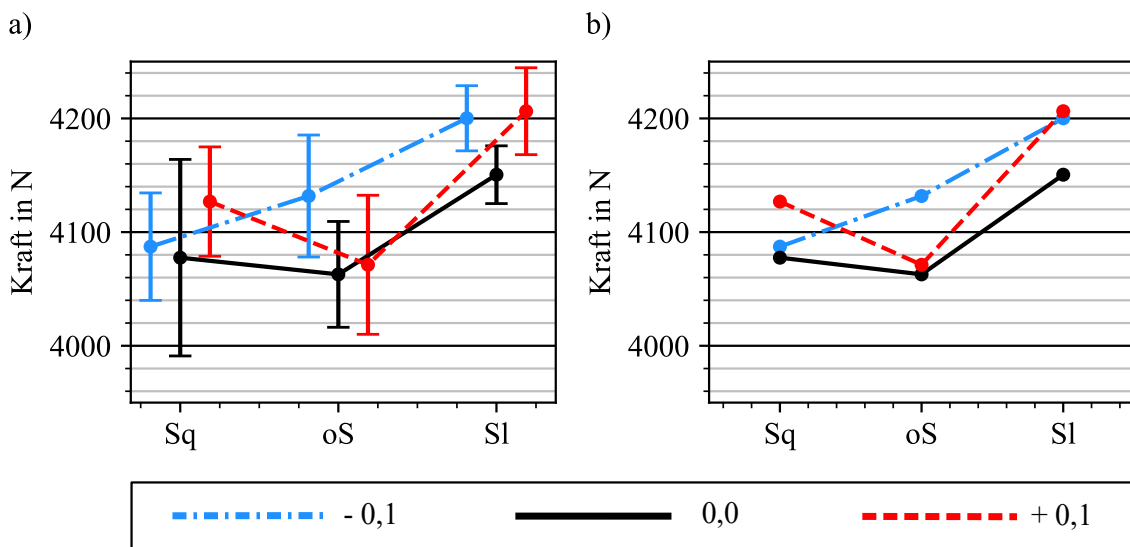 a)
b)
Kraft in N
4200
4100
4000
Sq oS Sl
Kraft in N
4200
4100
4000
Sq oS Sl
- 0,1 0,0 + 0,1